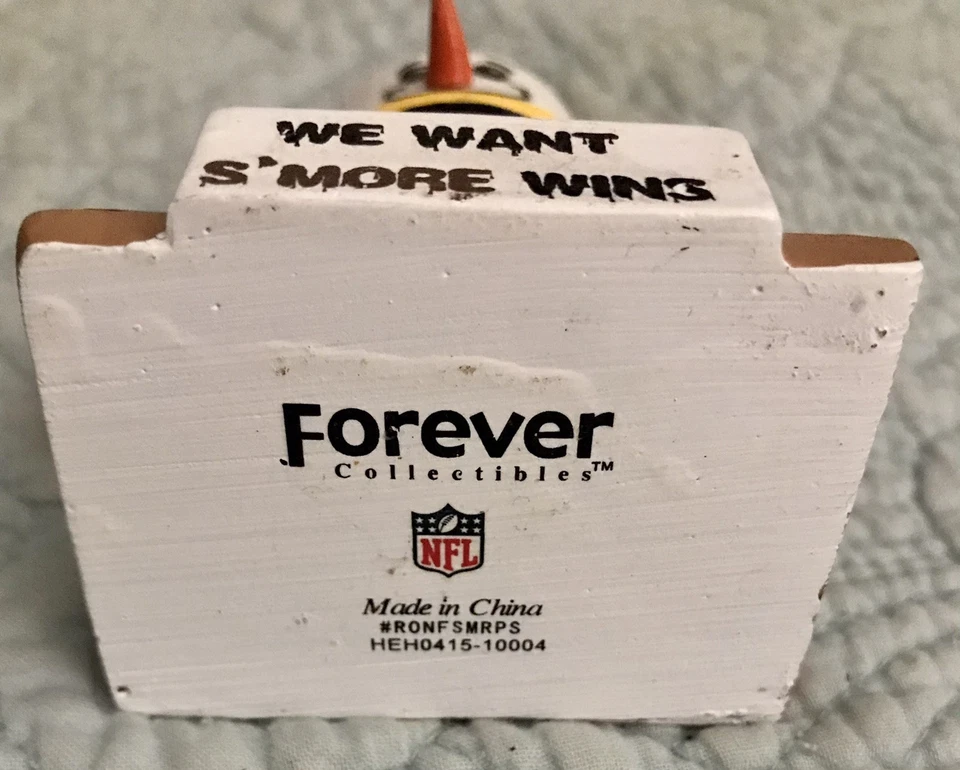 WE WANT
S'MORE WINS
Forever
Collectibles™
NFL
Made in China
#RONFSMRPS
HEH0415-10004